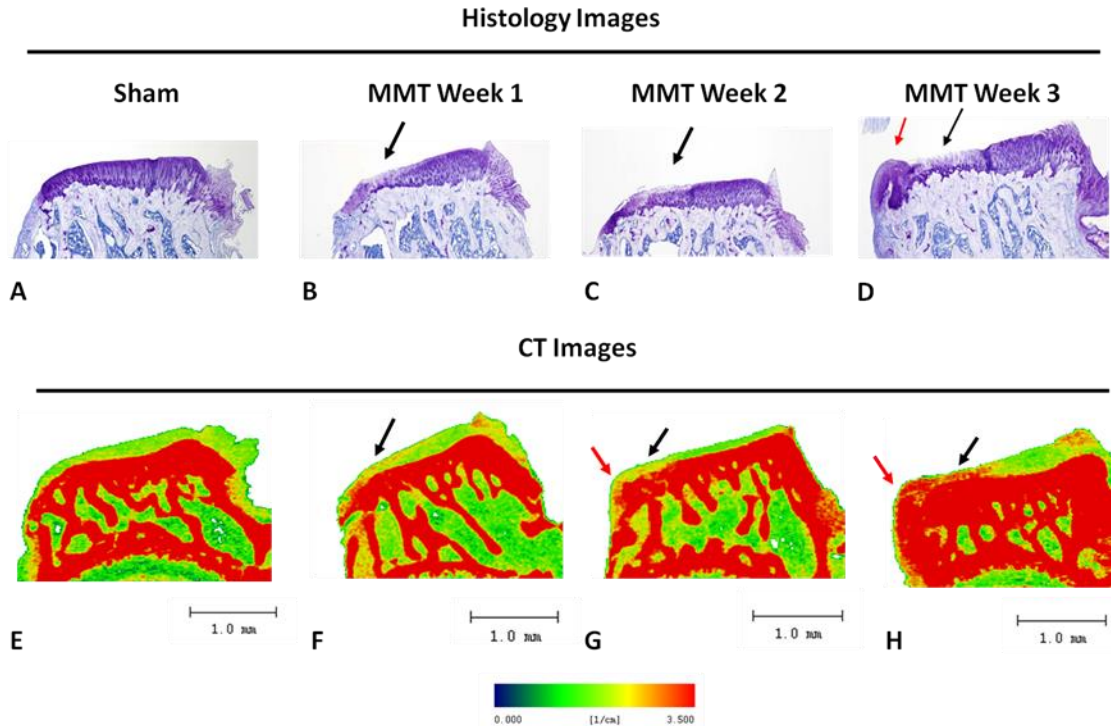 Histology Images
Sham
MMT Week 1
MMT Week 2
MMT Week 3
A
B
C
D
CT Images
1.0 mm
1.0 mm
1.0 mm
1.0 mm
E
F
G
H
0.000 [1/cm] 3.500